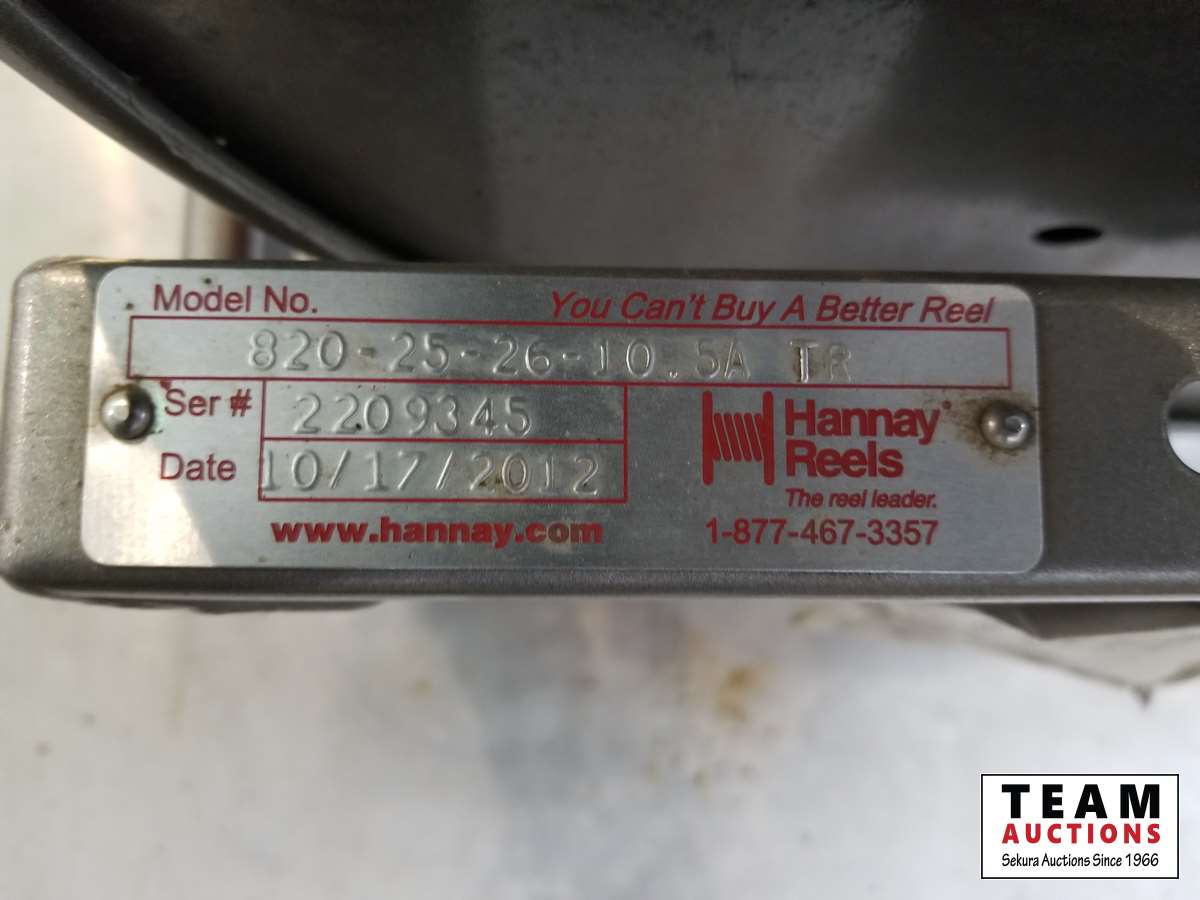 Model No. You Can't Buy A Better Reel
820-25-26-10.5A TR
Ser # 2209345
Hannay®
Reels
Date 10/17/2012
The reel leader.
www.hannay.com 1-877-467-3357
TEAM
AUCTIONS
Sekura Auctions Since 1966